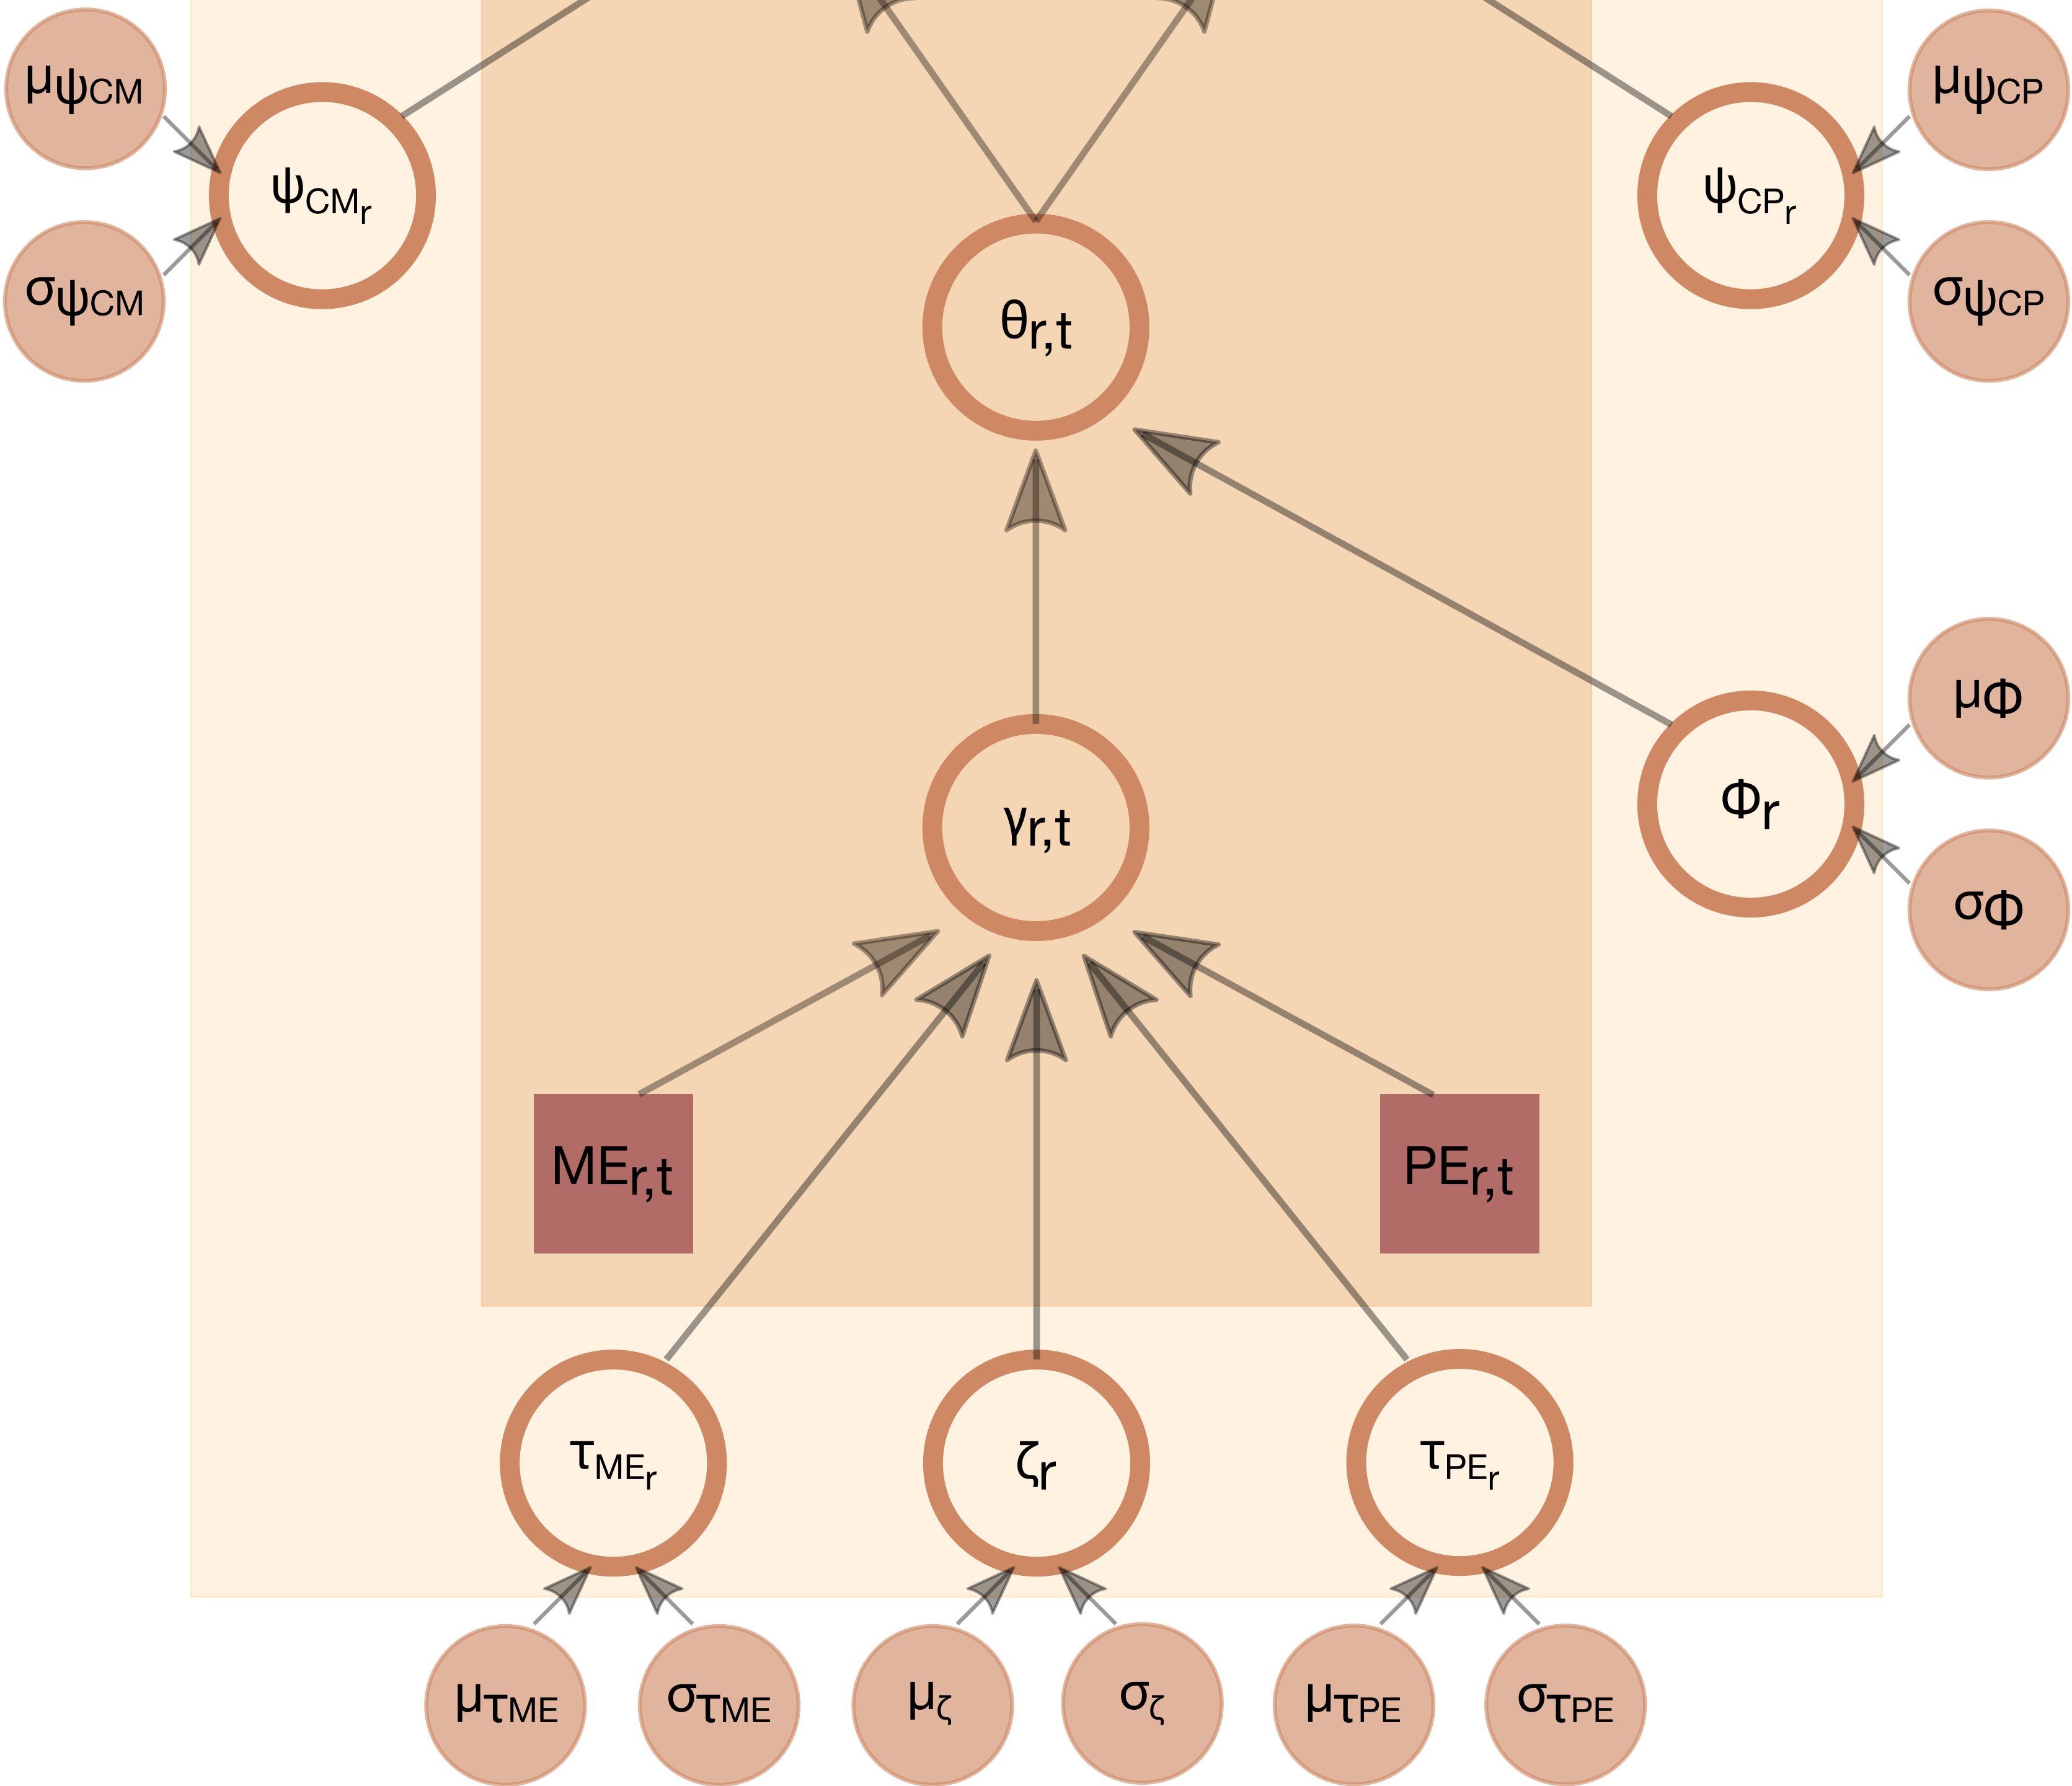 μψCM
μψCP
ψCMr
ψCPr
σψCM
σψCP
θr,t
μΦ
Φr
γr,t
σΦ
MEr,t
PEr,t
τMEr
ζr
τPEr
μτME
στME
μζ
σζ
μτPE
στPE